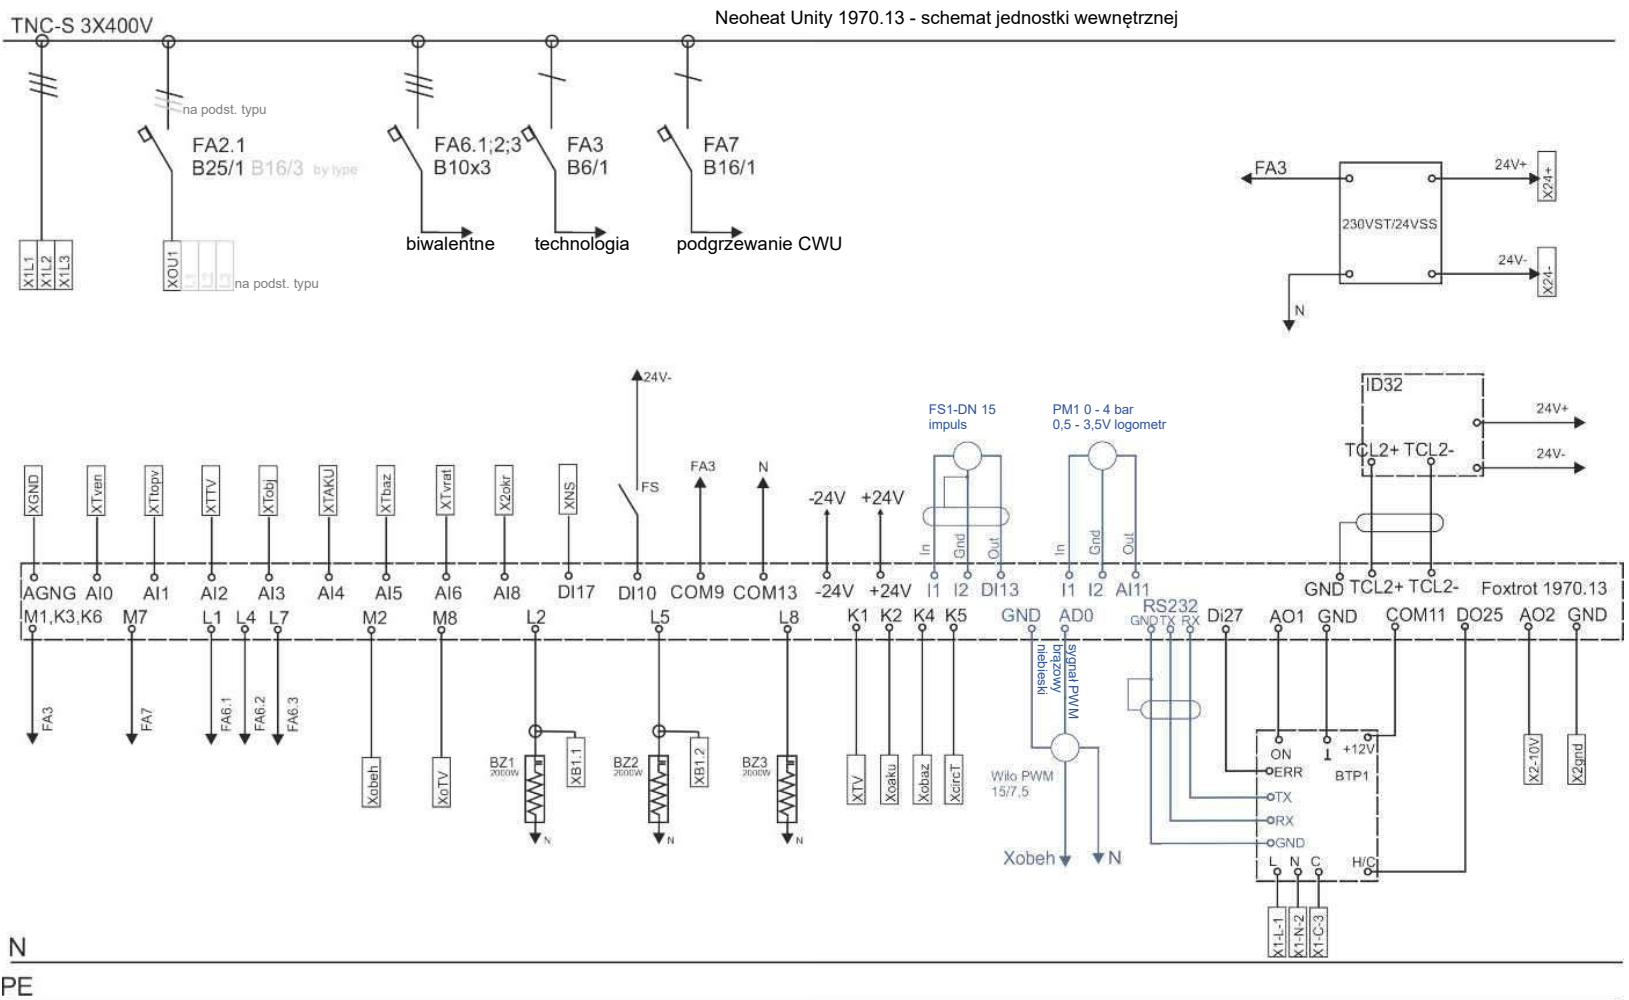 Neoheat Unity 1970.13 - schemat jednostki wewnętrznej
TNC-S 3X400V
na podst. typu
FA2.1
B25/1 B16/3 by type
FA6.1;2;3
B10x3
FA3
B6/1
FA7
B16/1
biwalentne
technologia
podgrzewanie CWU
X1L1
X1L2
X1L3
XOU1
na podst. typu
FA3
24V+
X24+
230VST/24VSS
24V-
X24-
N
ID32
24V+
TCL2+ TCL2-
24V-
24V-
FS
FS1-DN 15
impuls
PM1 0 - 4 bar
0,5 - 3,5V logometr
XGND
XTven
XTtopv
XTTV
XTobj
XTAKU
XTbaz
XTvrat
X2okr
XNS
FA3
N
-24V
+24V
In
Gnd
Out
In
Gnd
Out
AGNG AI0 AI1 AI2 AI3 AI4 AI5 AI6 AI8 DI17 DI10 COM9 COM13 -24V +24V I1 I2 DI13 I1 I2 AI11 GND TCL2+ TCL2- Foxtrot 1970.13
M1,K3,K6 M7 L1 L4 L7 M2 M8 L2 L5 L8 K1 K2 K4 K5 GND AD0 RS232 Di27 AO1 GND COM11 DO25 AO2 GND
GND TX RX
niebieski
brązowy
sygnał PWM
FA3
FA7
FA6.1
FA6.2
FA6.3
Xobeh
XoTV
BZ1
2000W
XB1.1
N
BZ2
2000W
XB1.2
N
BZ3
2000W
N
XTV
Xoaku
Xobaz
XcircT
Wilo PWM
15/7,5
Xobeh
N
ON
+12V
ERR
BTP1
TX
RX
GND
L N C H/C
X1-L-1
X1-N-2
X1-C-3
X2-10V
X2gnd
N
PE